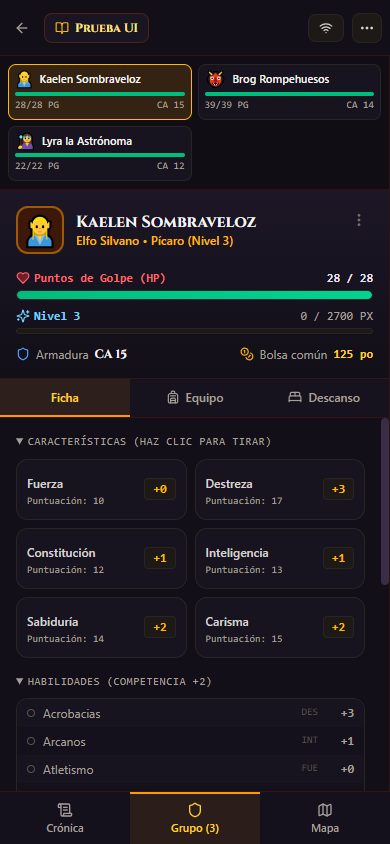 Prueba UI
Kaelen Sombraveloz
28/28 PG CA 15
Brog Rompehuesos
39/39 PG CA 14
Lyra la Astrónoma
22/22 PG CA 12
Kaelen Sombraveloz
Elfo Silvano • Pícaro (Nivel 3)
Puntos de Golpe (HP) 28 / 28
Nivel 3 0 / 2700 PX
Armadura CA 15 Bolsa común 125 po
Ficha Equipo Descanso
▼ CARACTERÍSTICAS (HAZ CLIC PARA TIRAR)
Fuerza +0
Puntuación: 10
Destreza +3
Puntuación: 17
Constitución +1
Puntuación: 12
Inteligencia +1
Puntuación: 13
Sabiduría +2
Puntuación: 14
Carisma +2
Puntuación: 15
▼ HABILIDADES (COMPETENCIA +2)
Acrobacias DES +3
Arcanos INT +1
Atletismo FUE +0
Crónica Grupo (3) Mapa